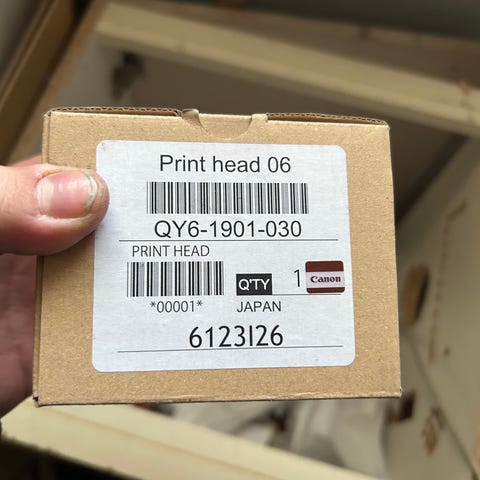 Print head 06
QY6-1901-030
PRINT HEAD
Q'TY 1 Canon
*00001* JAPAN
6123I26